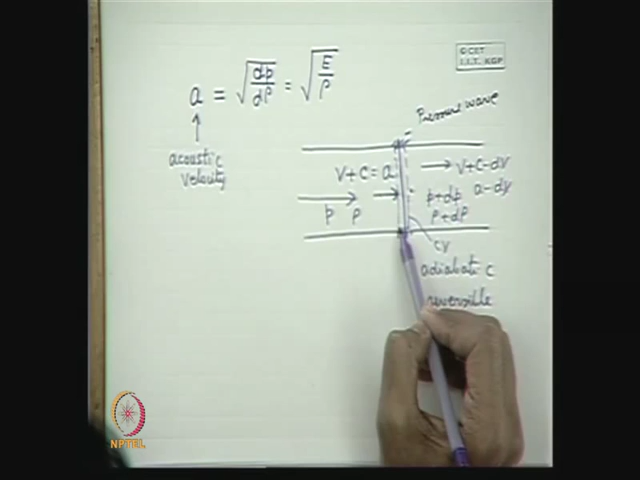 © CET
I.I.T. KGP
a = √(dp/dρ) = √(E/ρ)
acoustic
velocity
Pressure wave
V+C=a
V+C-dV
a-dV
p ρ
p+dp
ρ+dρ
CV
adiabatic
reversible
NPTEL